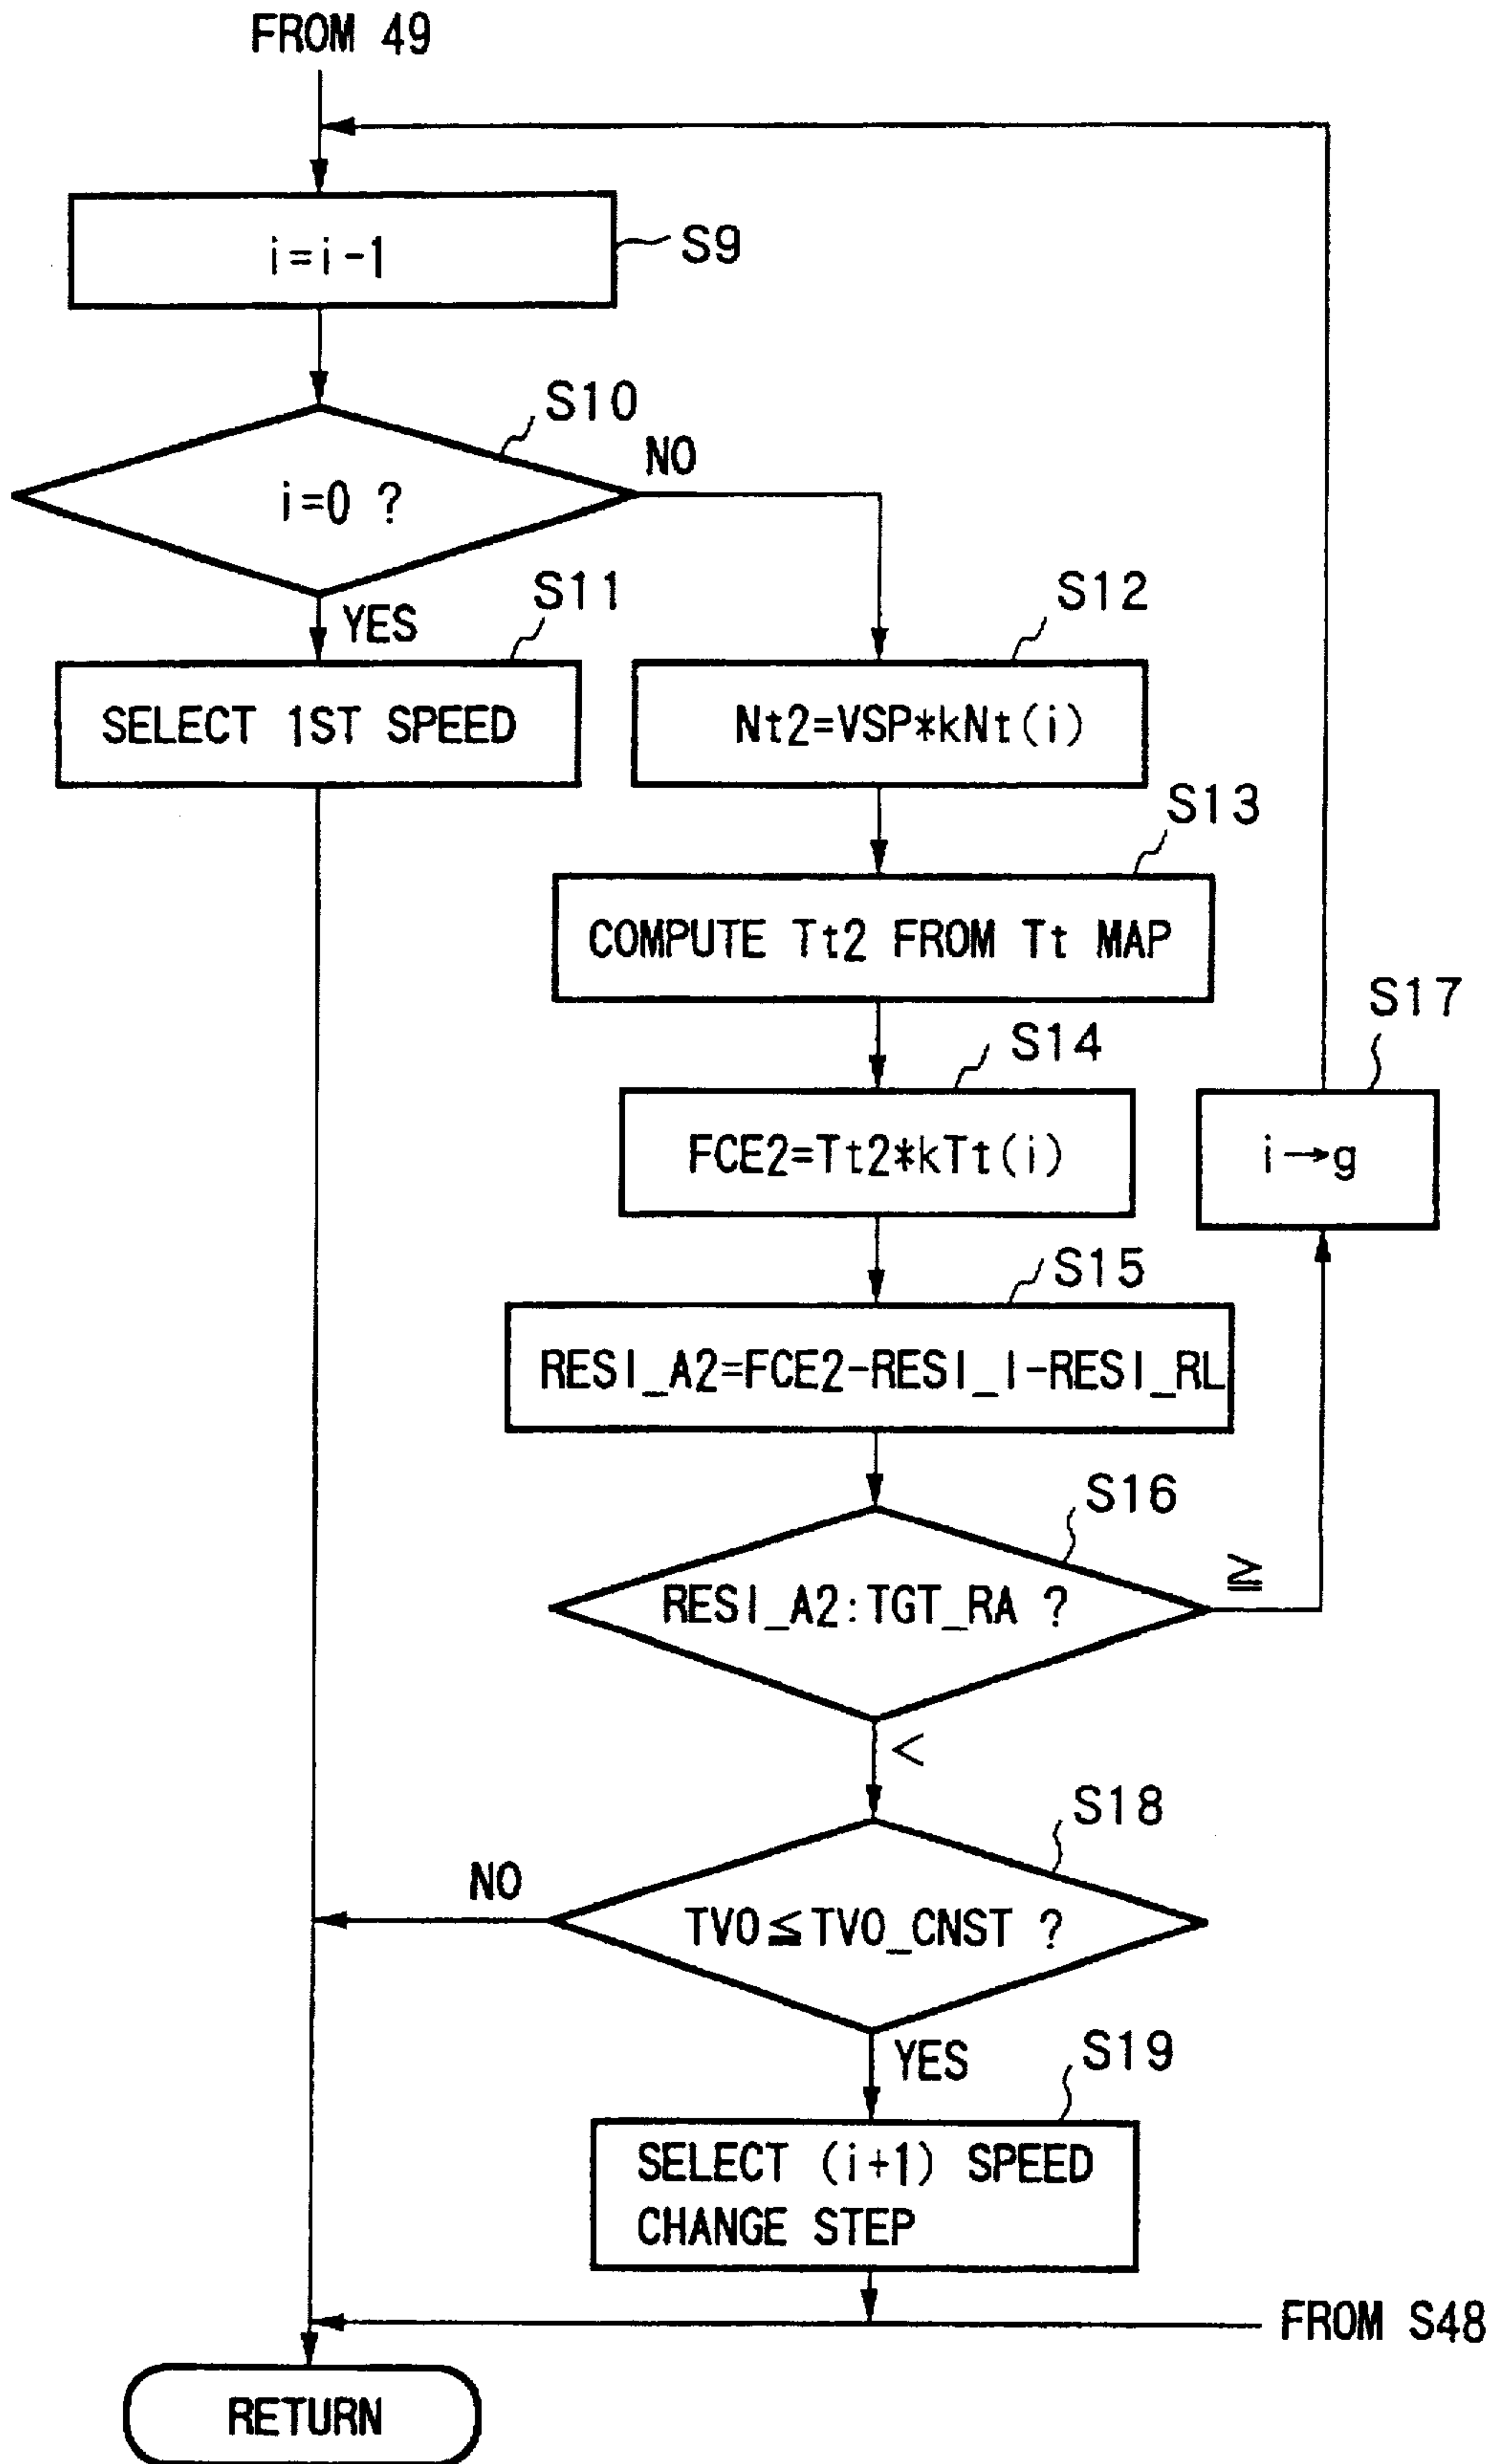 FROM 49
i=i-1
S9
S10
i=0 ?
NO
YES
S11
SELECT 1ST SPEED
S12
Nt2=VSP*kNt(i)
S13
COMPUTE Tt2 FROM Tt MAP
S14
FCE2=Tt2*kTt(i)
S17
i→g
S15
RESI_A2=FCE2-RESI_I-RESI_RL
S16
RESI_A2:TGT_RA ?
≧
<
S18
TVO≦TVO_CNST ?
NO
YES
S19
SELECT (i+1) SPEED
CHANGE STEP
FROM S48
RETURN